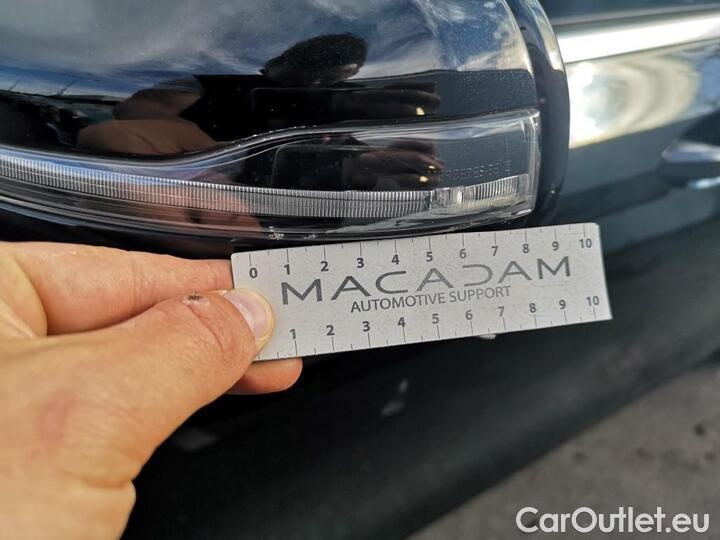 0 1 2 3 4 5 6 7 8 9 10
MACADAM
AUTOMOTIVE SUPPORT
1 2 3 4 5 6 7 8 9 10
CarOutlet.eu